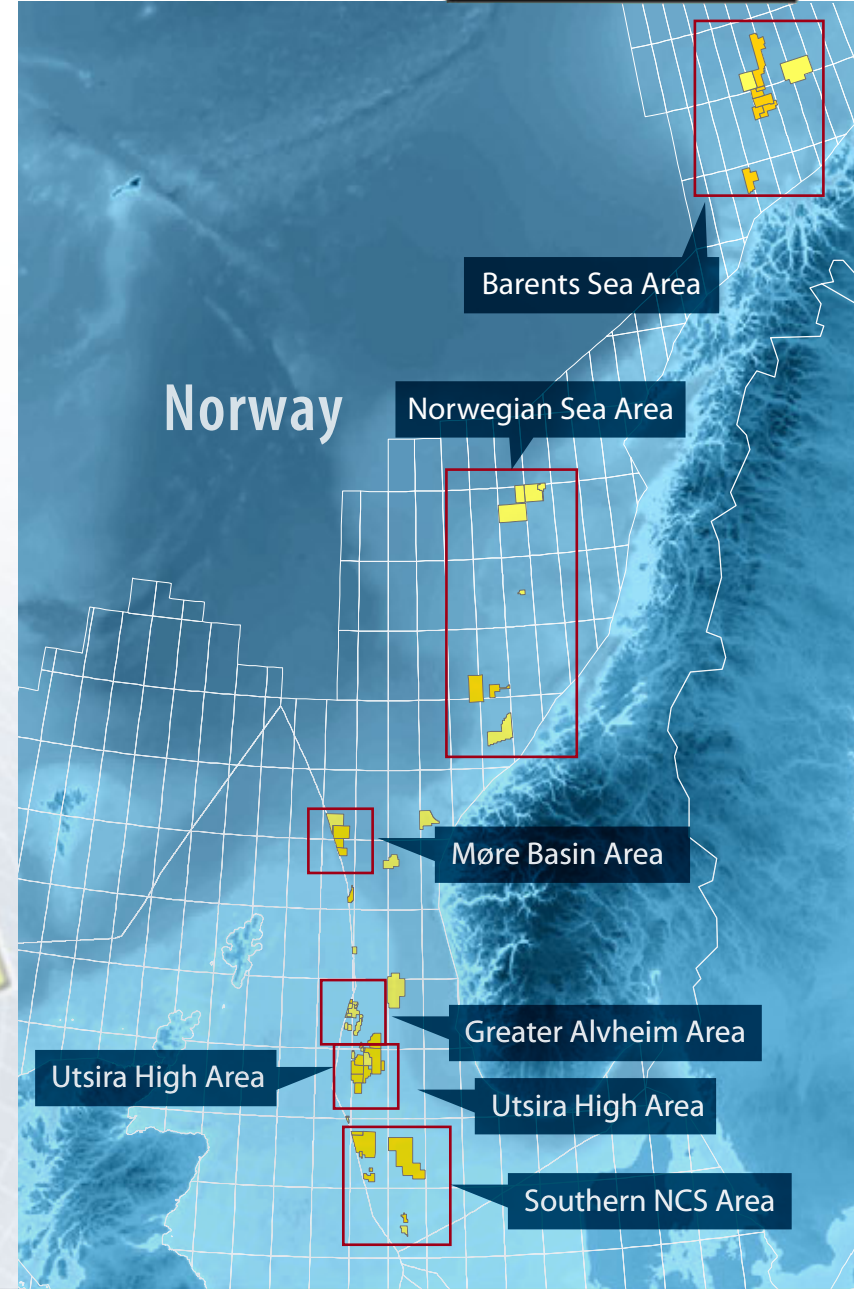 Barents Sea Area
Norway
Norwegian Sea Area
Møre Basin Area
Greater Alvheim Area
Utsira High Area
Utsira High Area
Southern NCS Area